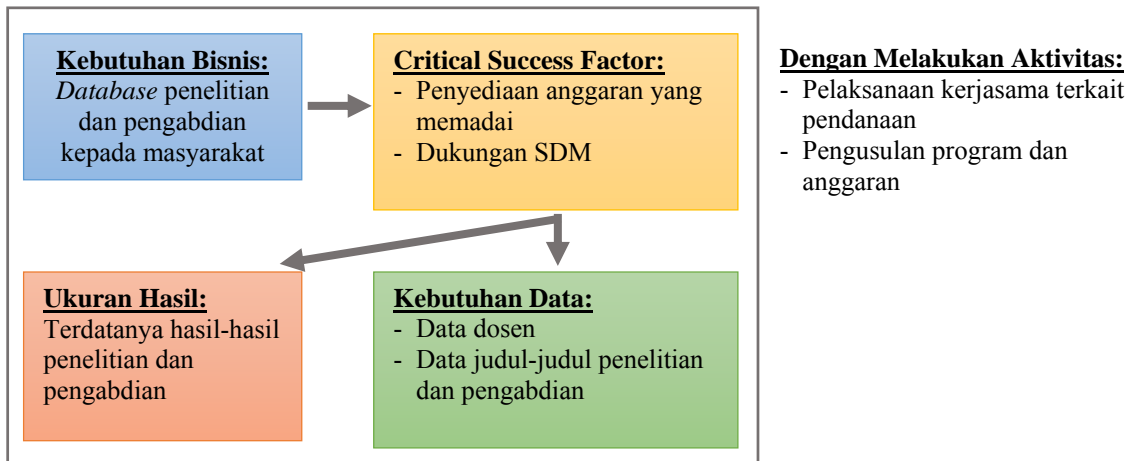 Kebutuhan Bisnis:
Database penelitian
dan pengabdian
kepada masyarakat
Critical Success Factor:
- Penyediaan anggaran yang
memadai
- Dukungan SDM
Dengan Melakukan Aktivitas:
- Pelaksanaan kerjasama terkait
pendanaan
- Pengusulan program dan
anggaran
Ukuran Hasil:
Terdatanya hasil-hasil
penelitian dan
pengabdian
Kebutuhan Data:
- Data dosen
- Data judul-judul penelitian
dan pengabdian